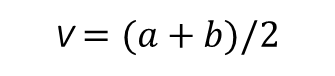 v = (a + b)/2